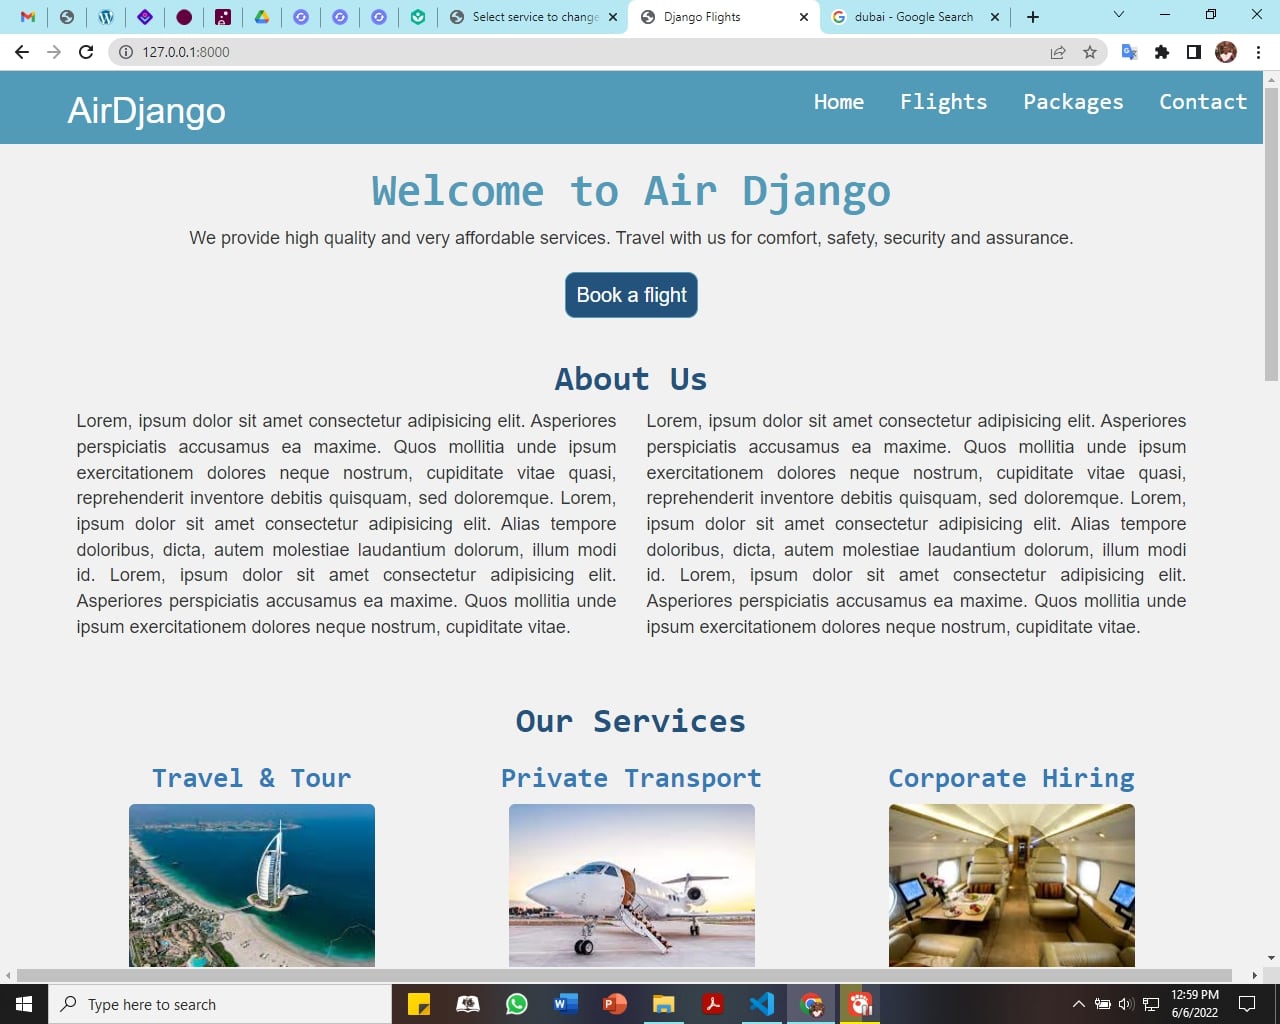 Select service to change
Django Flights
dubai - Google Search
127.0.0.1:8000
AirDjango
Home
Flights
Packages
Contact
Welcome to Air Django
We provide high quality and very affordable services. Travel with us for comfort, safety, security and assurance.
Book a flight
About Us
Lorem, ipsum dolor sit amet consectetur adipisicing elit. Asperiores
perspiciatis accusamus ea maxime. Quos mollitia unde ipsum
exercitationem dolores neque nostrum, cupiditate vitae quasi,
reprehenderit inventore debitis quisquam, sed doloremque. Lorem,
ipsum dolor sit amet consectetur adipisicing elit. Alias tempore
doloribus, dicta, autem molestiae laudantium dolorum, illum modi
id. Lorem, ipsum dolor sit amet consectetur adipisicing elit.
Asperiores perspiciatis accusamus ea maxime. Quos mollitia unde
ipsum exercitationem dolores neque nostrum, cupiditate vitae.
Lorem, ipsum dolor sit amet consectetur adipisicing elit. Asperiores
perspiciatis accusamus ea maxime. Quos mollitia unde ipsum
exercitationem dolores neque nostrum, cupiditate vitae quasi,
reprehenderit inventore debitis quisquam, sed doloremque. Lorem,
ipsum dolor sit amet consectetur adipisicing elit. Alias tempore
doloribus, dicta, autem molestiae laudantium dolorum, illum modi
id. Lorem, ipsum dolor sit amet consectetur adipisicing elit.
Asperiores perspiciatis accusamus ea maxime. Quos mollitia unde
ipsum exercitationem dolores neque nostrum, cupiditate vitae.
Our Services
Travel & Tour
Private Transport
Corporate Hiring
Type here to search
12:59 PM
6/6/2022